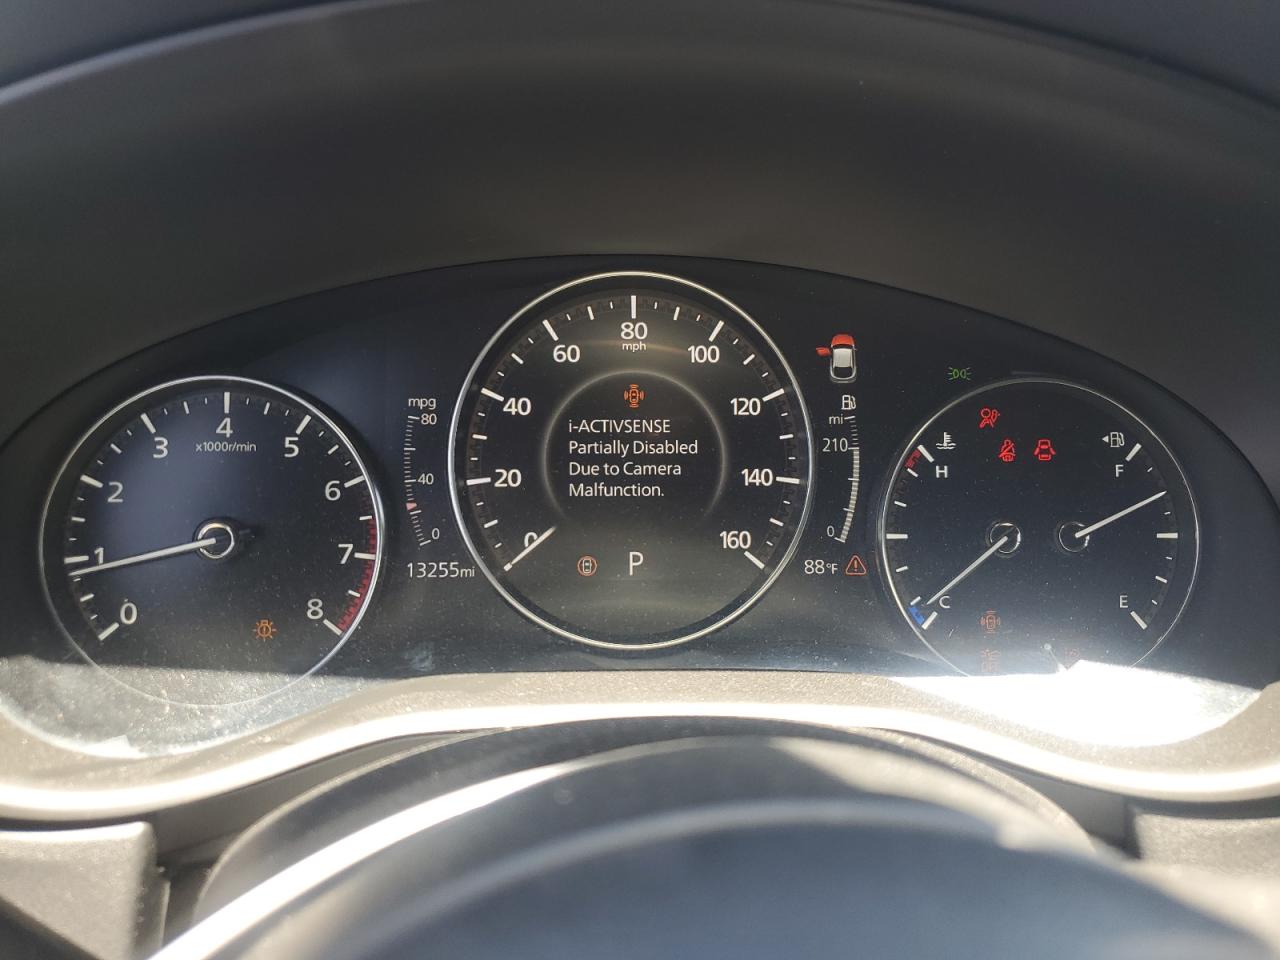 80
mph
60
100
40
120
i-ACTIVSENSE
Partially Disabled
Due to Camera
Malfunction.
20
140
0
160
P
mpg
80
40
0
13255mi
mi
210
0
88°F
4
x1000r/min
3
5
2
6
1
7
0
8
H
F
C
E